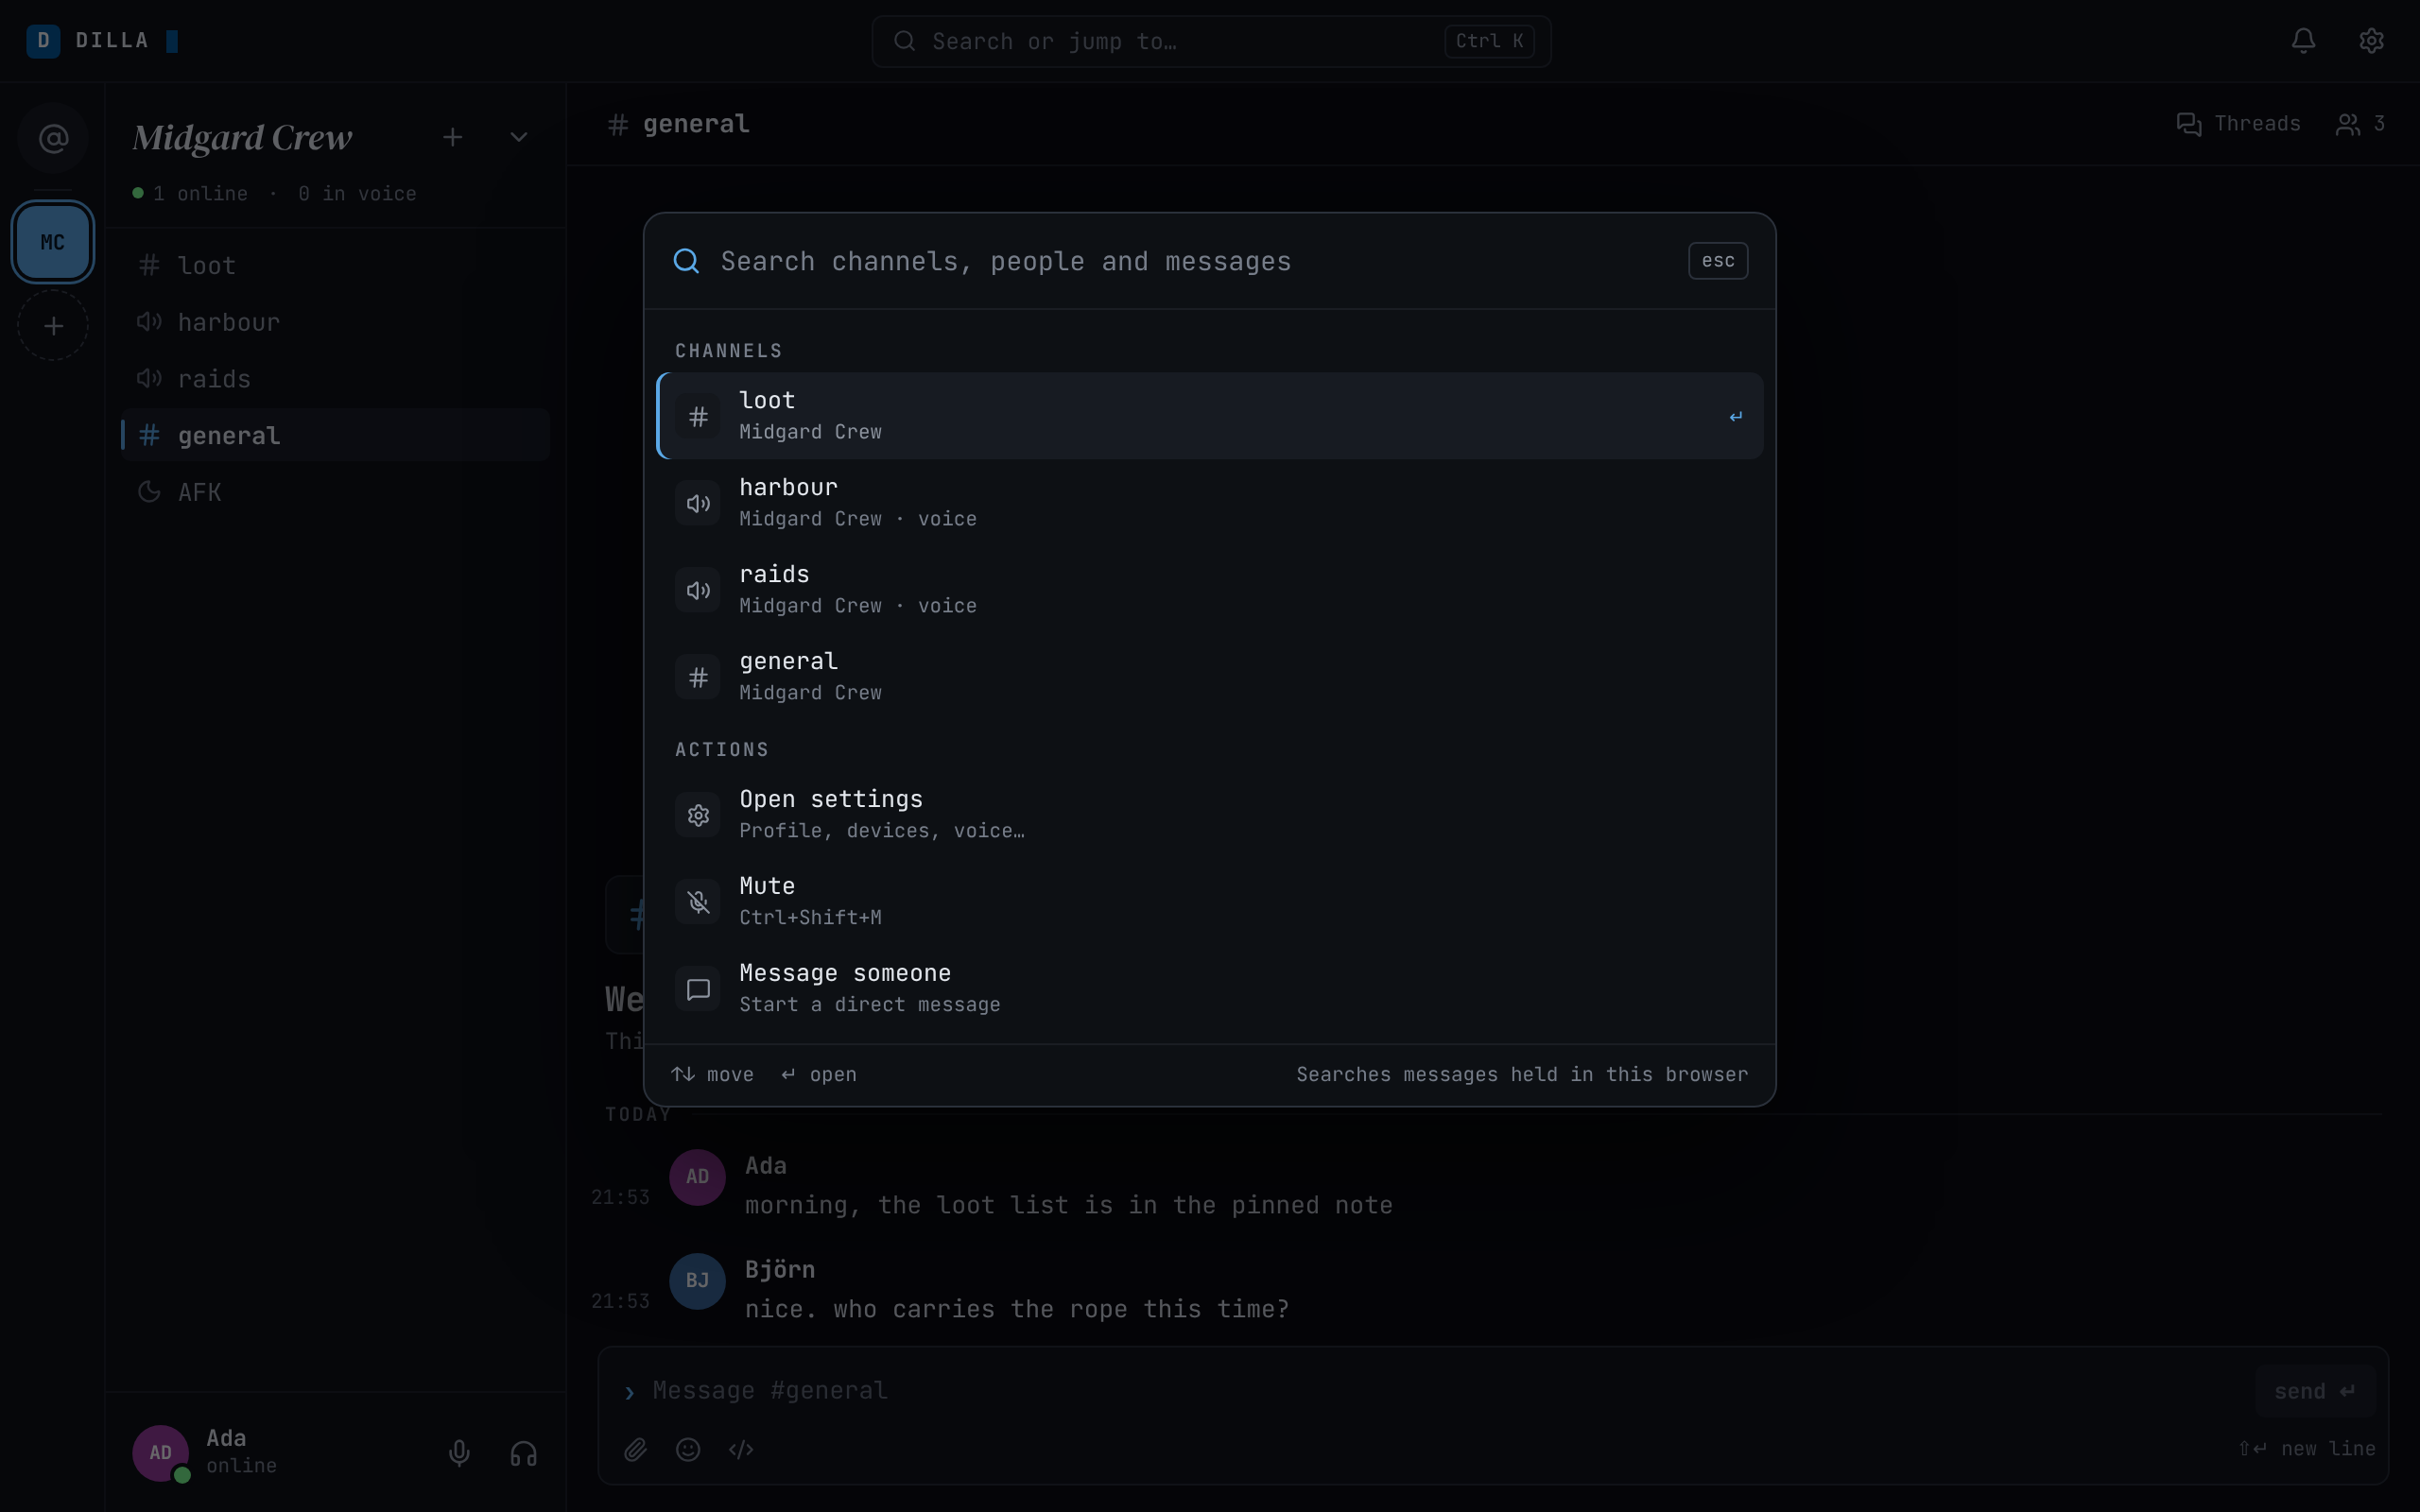 D DILLA
Search or jump to… Ctrl K
Midgard Crew
1 online · 0 in voice
MC
loot
harbour
raids
general
AFK
# general
Threads 3
Search channels, people and messages esc
CHANNELS
loot
Midgard Crew
harbour
Midgard Crew · voice
raids
Midgard Crew · voice
general
Midgard Crew
ACTIONS
Open settings
Profile, devices, voice…
Mute
Ctrl+Shift+M
Message someone
Start a direct message
↑↓ move ↵ open Searches messages held in this browser
We
Thi
TODAY
AD Ada
21:53 morning, the loot list is in the pinned note
BJ Björn
21:53 nice. who carries the rope this time?
› Message #general send ↵
⇧↵ new line
AD Ada
online